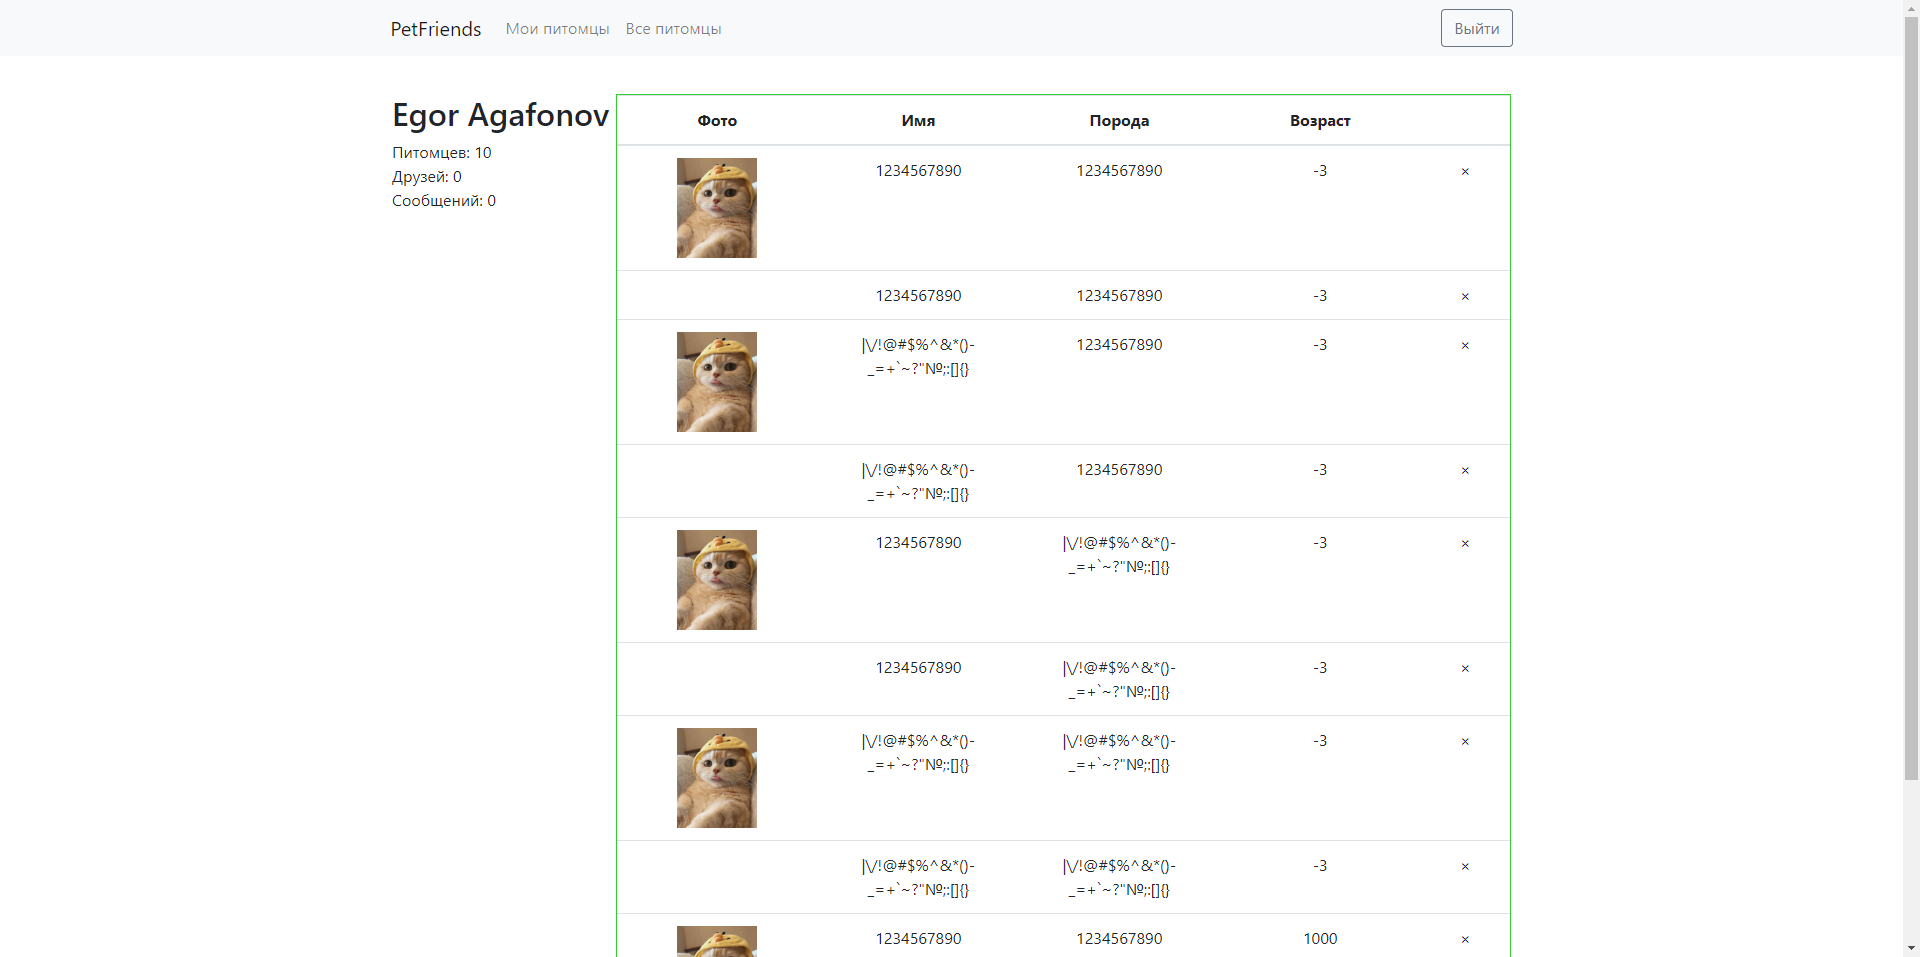 PetFriends Мои питомцы Все питомцы Выйти
Egor Agafonov
Питомцев: 10
Друзей: 0
Сообщений: 0
Фото Имя Порода Возраст
1234567890 1234567890 -3 ×
1234567890 1234567890 -3 ×
|\/!@#$%^&*()- 1234567890 -3 ×
_=+`~?"№;:[]{}
|\/!@#$%^&*()- 1234567890 -3 ×
_=+`~?"№;:[]{}
1234567890 |\/!@#$%^&*()- -3 ×
_=+`~?"№;:[]{}
1234567890 |\/!@#$%^&*()- -3 ×
_=+`~?"№;:[]{}
|\/!@#$%^&*()- |\/!@#$%^&*()- -3 ×
_=+`~?"№;:[]{} _=+`~?"№;:[]{}
|\/!@#$%^&*()- |\/!@#$%^&*()- -3 ×
_=+`~?"№;:[]{} _=+`~?"№;:[]{}
1234567890 1234567890 1000 ×